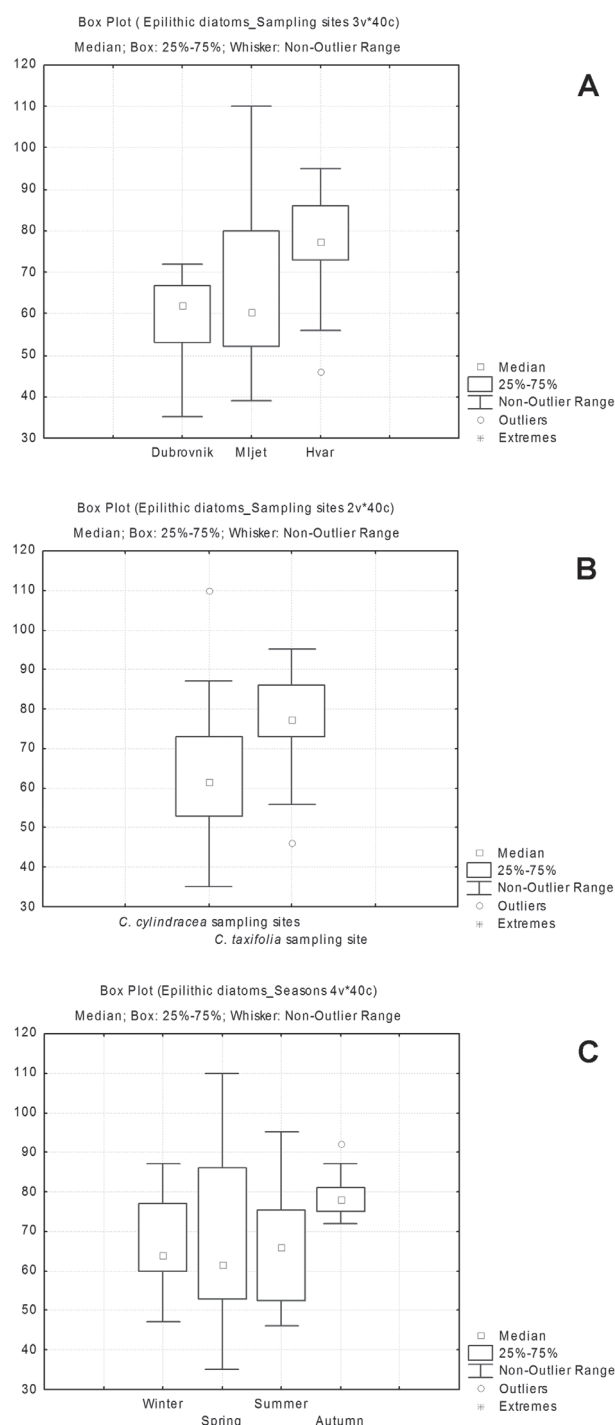 Box Plot ( Epilithic diatoms_Sampling sites 3v*40c)
Median; Box: 25%-75%; Whisker: Non-Outlier Range
A
120
110
100
90
80
70
60
50
40
30
Dubrovnik Mljet Hvar
Median
25%-75%
Non-Outlier Range
Outliers
Extremes
Box Plot (Epilithic diatoms_Sampling sites 2v*40c)
Median; Box: 25%-75%; Whisker: Non-Outlier Range
B
120
110
100
90
80
70
60
50
40
30
C. cylindracea sampling sites
C. taxifolia sampling site
Median
25%-75%
Non-Outlier Range
Outliers
Extremes
Box Plot (Epilithic diatoms_Seasons 4v*40c)
Median; Box: 25%-75%; Whisker: Non-Outlier Range
C
120
110
100
90
80
70
60
50
40
30
Winter Summer
Spring Autumn
Median
25%-75%
Non-Outlier Range
Outliers
Extremes